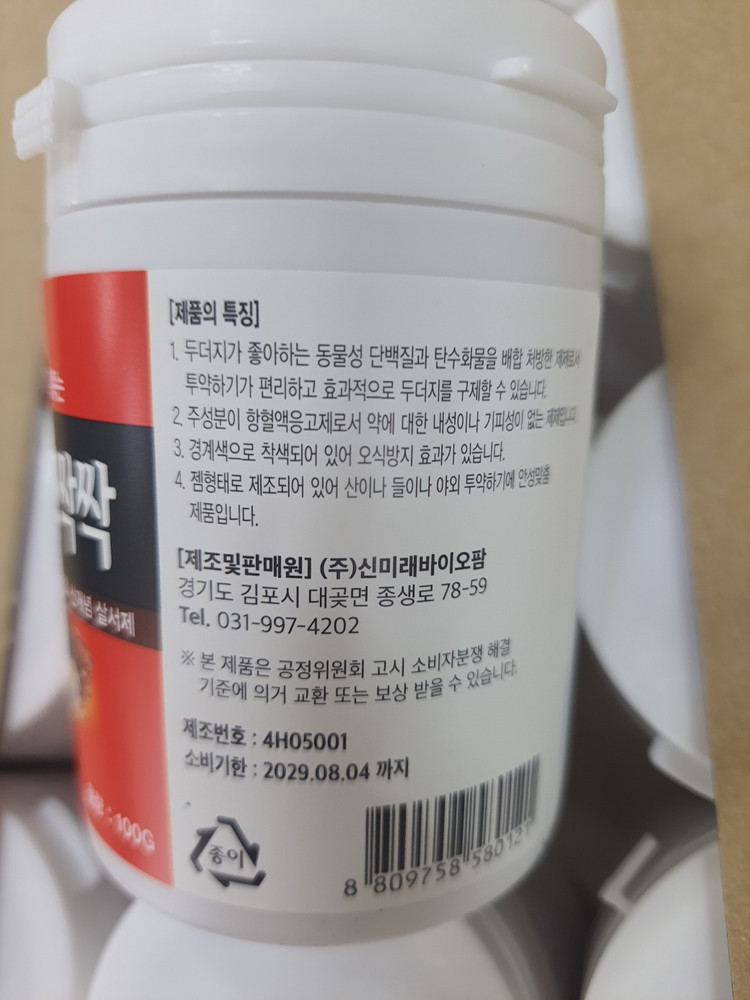 [제품의 특징]
1. 두더지가 좋아하는 동물성 단백질과 탄수화물을 배합 처방한 제제로서
투약하기가 편리하고 효과적으로 두더지를 구제할 수 있습니다.
2. 주성분이 항혈액응고제로서 약에 대한 내성이나 기피성이 없는 제제입니다.
3. 경계색으로 착색되어 있어 오식방지 효과가 있습니다.
4. 젬형태로 제조되어 있어 산이나 들이나 야외 투약하기에 안성맞춤
제품입니다.
[제조및판매원] (주)신미래바이오팜
경기도 김포시 대곶면 종생로 78-59
Tel. 031-997-4202
※ 본 제품은 공정위원회 고시 소비자분쟁 해결
기준에 의거 교환 또는 보상 받을 수 있습니다.
제조번호 : 4H05001
소비기한 : 2029.08.04 까지
종이
8 809758 580121
싹싹
살서제
: 100G